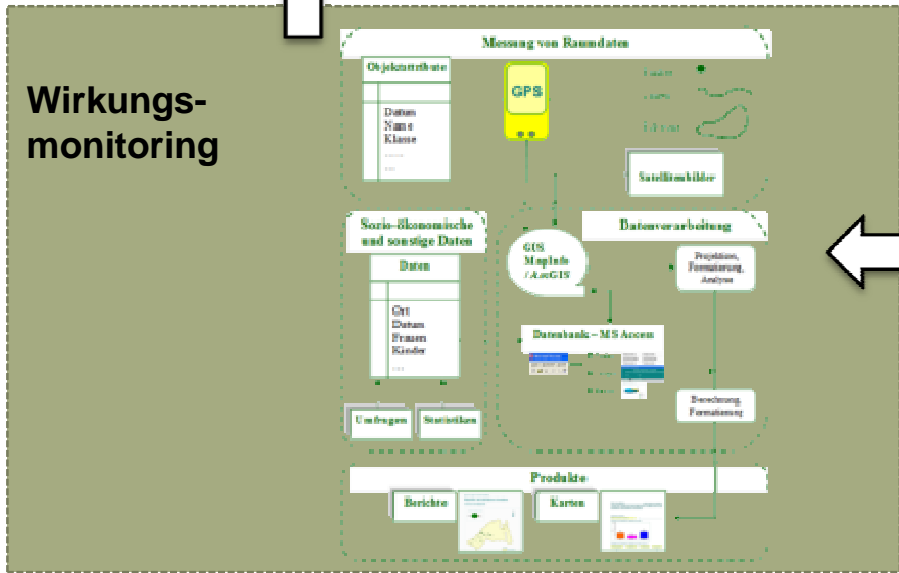 Wirkungs-
monitoring
Messung von Raumdaten
Objektattribute
Datum
Name
Klasse
GPS
Satellitenbilder
Sozio-ökonomische
und sonstige Daten
Daten
Ort
Datum
Frauen
Kinder
Umfragen
Statistiken
Datenverarbeitung
GIS
MapInfo
/ ArcGIS
Projektion,
Formatierung,
Analyse
Datenbank – MS Access
Berechnung,
Formatierung
Produkte
Berichte
Karten